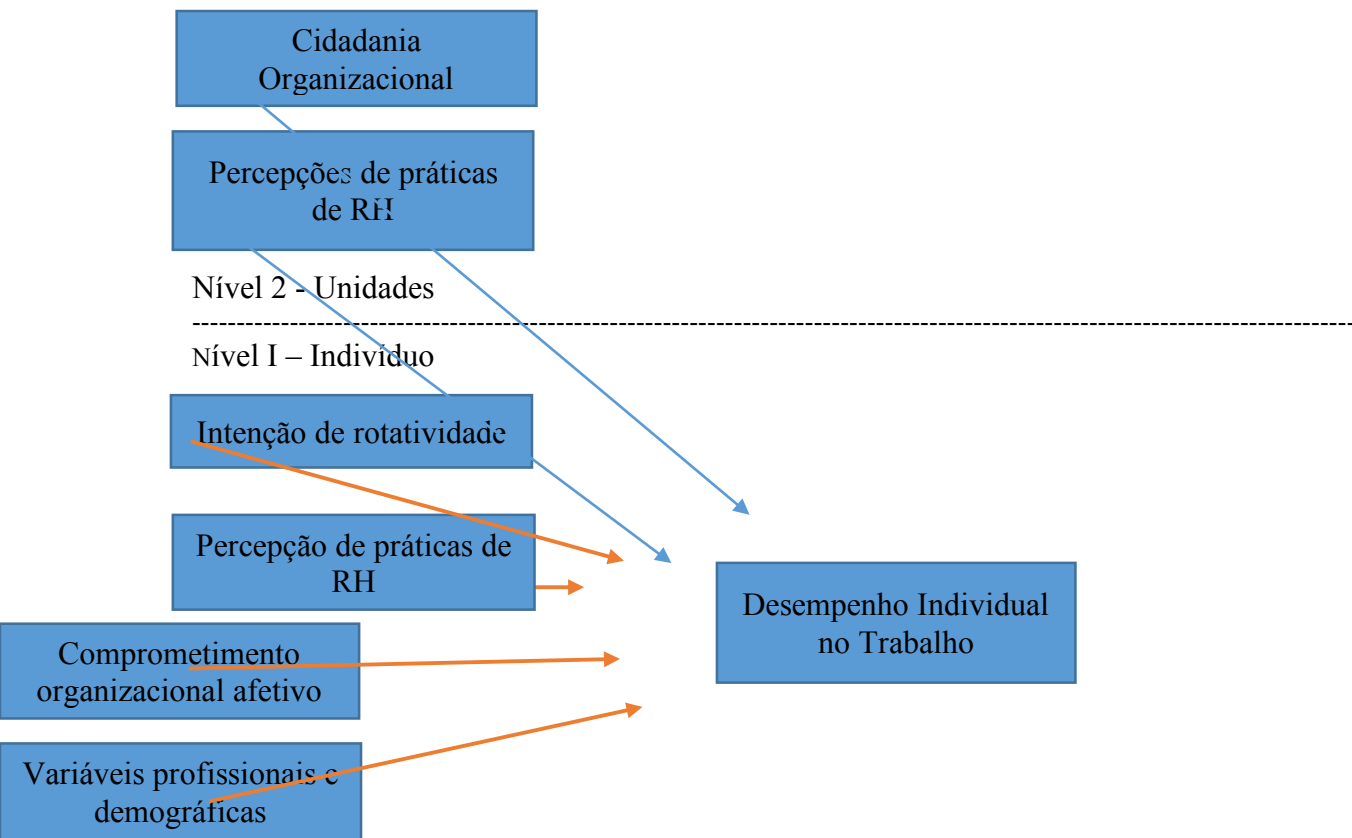 Cidadania
Organizacional
Percepções de práticas
de RH
Nível 2 - Unidades
Nível I – Indivíduo
Intenção de rotatividade
Percepção de práticas de
RH
Comprometimento
organizacional afetivo
Desempenho Individual
no Trabalho
Variáveis profissionais e
demográficas